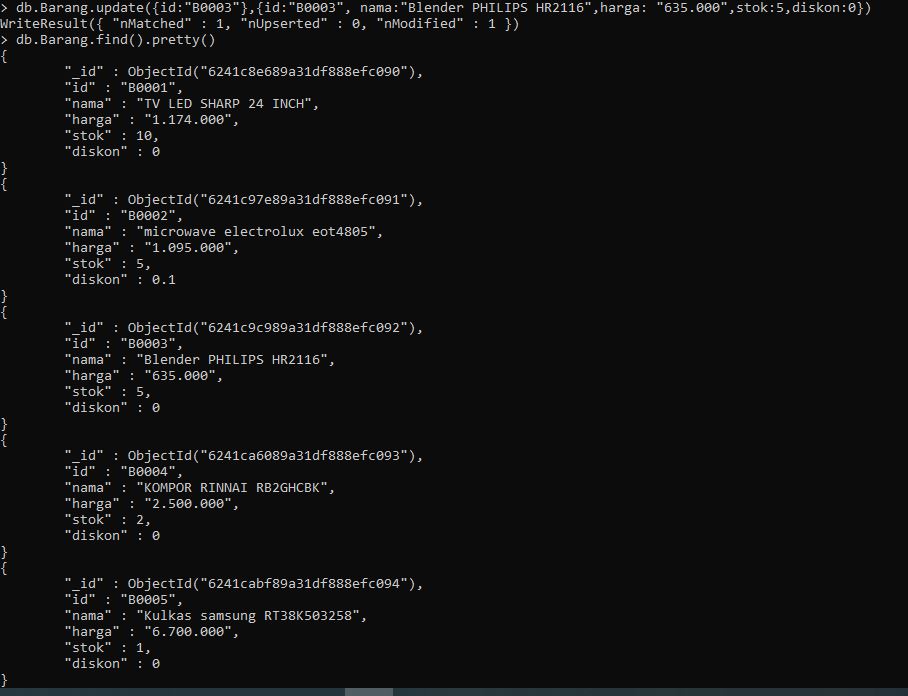 > db.Barang.update({id:"B0003"},{id:"B0003", nama:"Blender PHILIPS HR2116",harga: "635.000",stok:5,diskon:0})
WriteResult({ "nMatched" : 1, "nUpserted" : 0, "nModified" : 1 })
> db.Barang.find().pretty()
{
        "_id" : ObjectId("6241c8e689a31df888efc090"),
        "id" : "B0001",
        "nama" : "TV LED SHARP 24 INCH",
        "harga" : "1.174.000",
        "stok" : 10,
        "diskon" : 0
}
{
        "_id" : ObjectId("6241c97e89a31df888efc091"),
        "id" : "B0002",
        "nama" : "microwave electrolux eot4805",
        "harga" : "1.095.000",
        "stok" : 5,
        "diskon" : 0.1
}
{
        "_id" : ObjectId("6241c9c989a31df888efc092"),
        "id" : "B0003",
        "nama" : "Blender PHILIPS HR2116",
        "harga" : "635.000",
        "stok" : 5,
        "diskon" : 0
}
{
        "_id" : ObjectId("6241ca6089a31df888efc093"),
        "id" : "B0004",
        "nama" : "KOMPOR RINNAI RB2GHCBK",
        "harga" : "2.500.000",
        "stok" : 2,
        "diskon" : 0
}
{
        "_id" : ObjectId("6241cabf89a31df888efc094"),
        "id" : "B0005",
        "nama" : "Kulkas samsung RT38K503258",
        "harga" : "6.700.000",
        "stok" : 1,
        "diskon" : 0
}